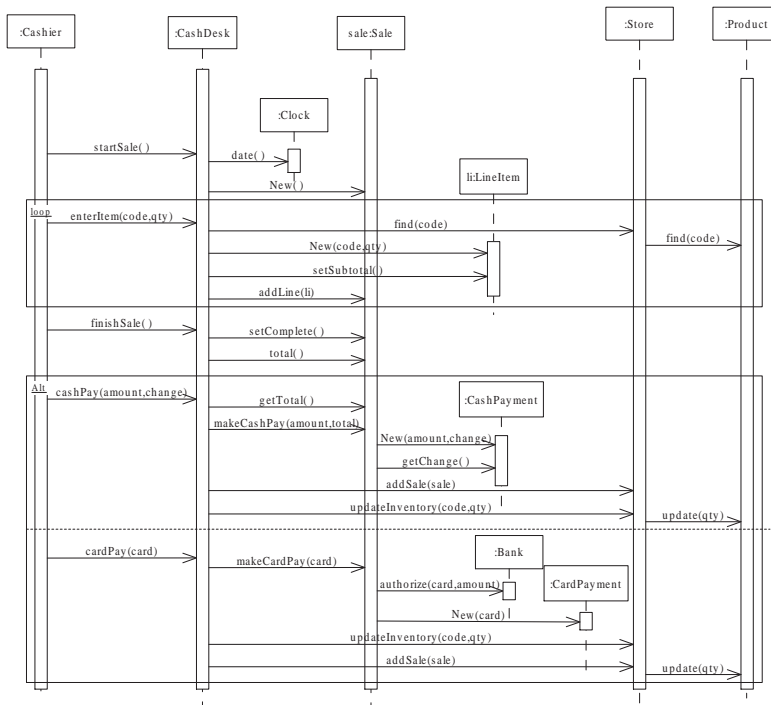 :Cashier
:CashDesk
sale:Sale
:Store
:Product
:Clock
startSale()
date()
li:LineItem
New()
loop
enterItem(code,qty)
find(code)
find(code)
New(code,qty)
setSubtotal()
addLine(li)
finishSale()
setComplete()
total()
Alt
cashPay(amount,change)
:CashPayment
getTotal()
makeCashPay(amount,total)
New(amount,change)
getChange()
addSale(sale)
updateInventory(code,qty)
update(qty)
cardPay(card)
:Bank
makeCardPay(card)
authorize(card,amount)
:CardPayment
New(card)
updateInventory(code,qty)
addSale(sale)
update(qty)